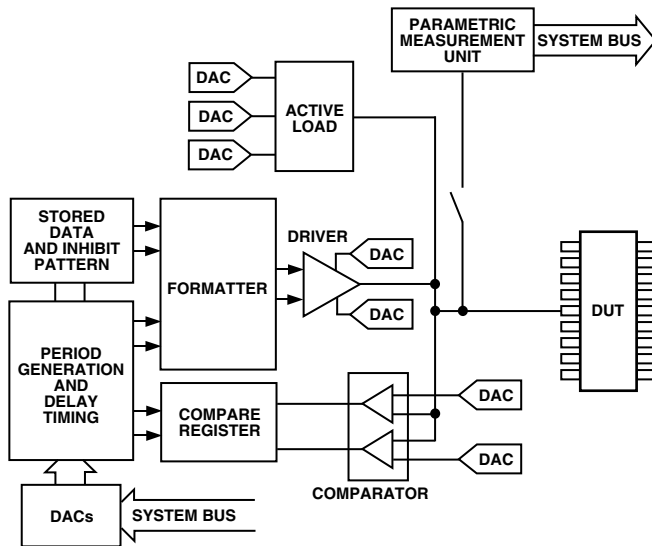 PARAMETRIC
MEASUREMENT
UNIT
SYSTEM BUS
DAC
DAC
DAC
ACTIVE
LOAD
STORED
DATA
AND INHIBIT
PATTERN
FORMATTER
DRIVER
DAC
DAC
DUT
PERIOD
GENERATION
AND
DELAY
TIMING
COMPARE
REGISTER
DAC
DAC
COMPARATOR
DACs
SYSTEM BUS